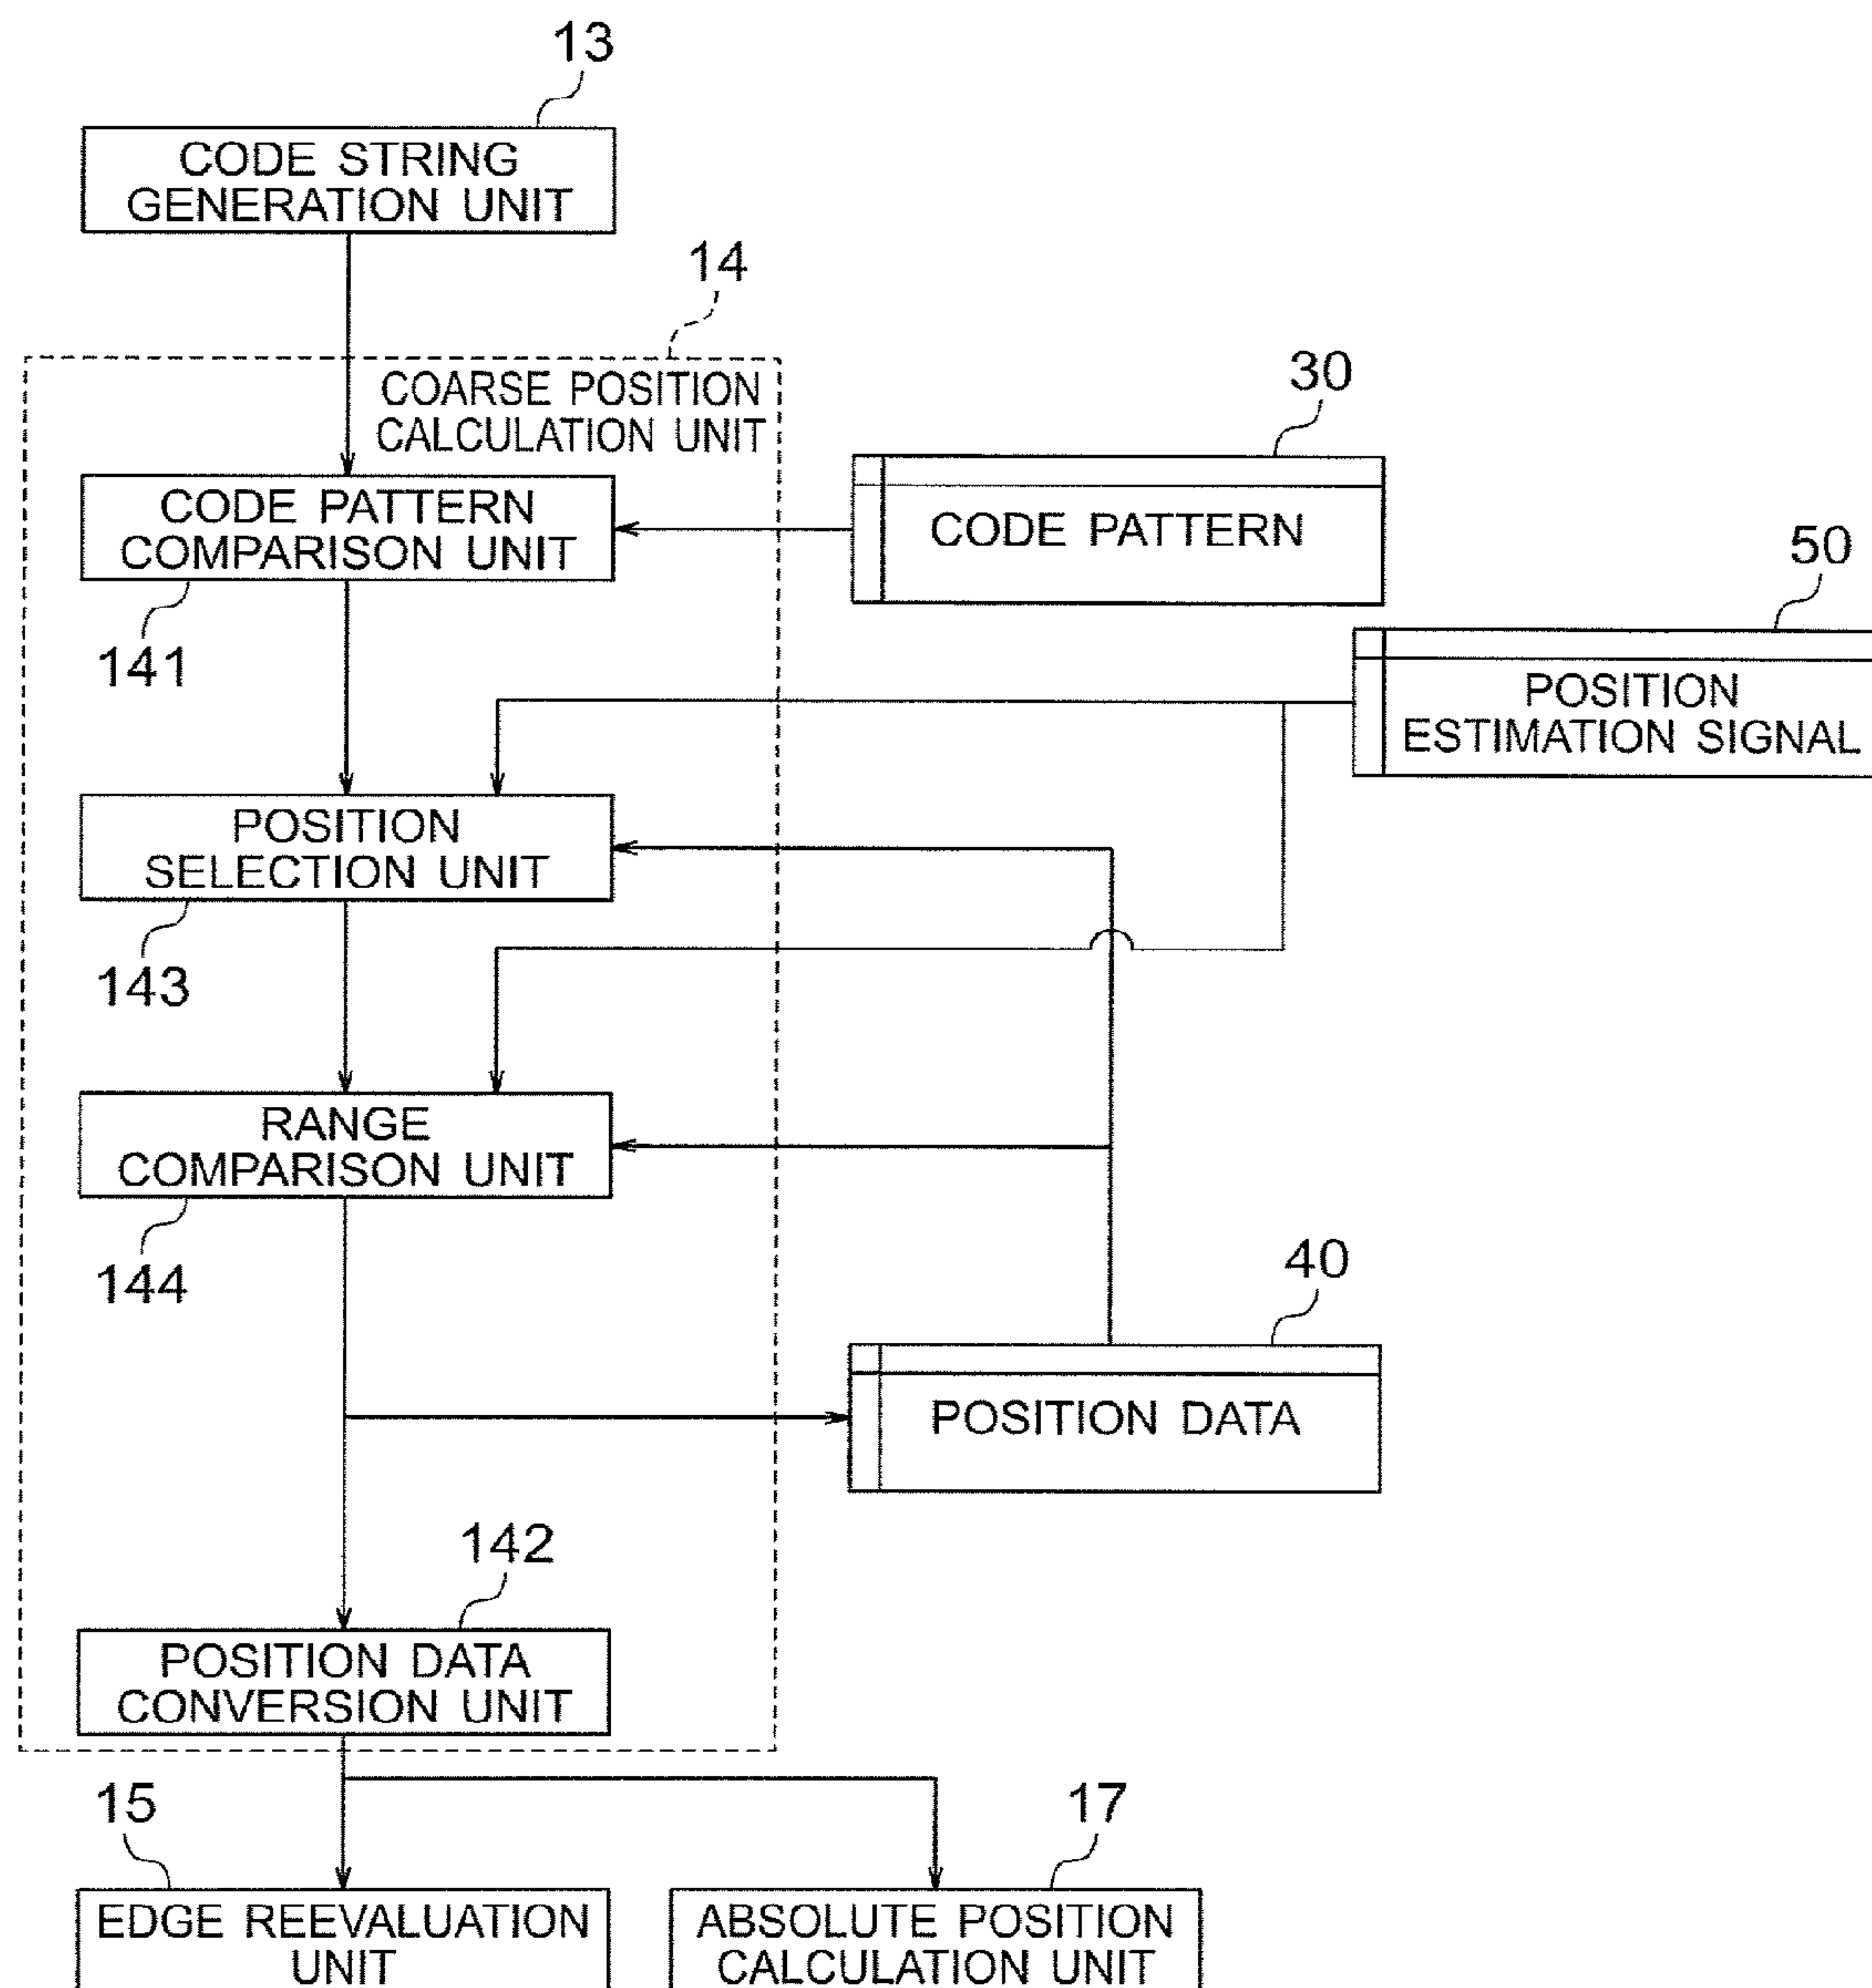 13
CODE STRING
GENERATION UNIT
14
COARSE POSITION
CALCULATION UNIT
30
CODE PATTERN
COMPARISON UNIT
CODE PATTERN
141
50
POSITION
ESTIMATION SIGNAL
POSITION
SELECTION UNIT
143
RANGE
COMPARISON UNIT
144
40
POSITION DATA
142
POSITION DATA
CONVERSION UNIT
15
17
EDGE REEVALUATION
UNIT
ABSOLUTE POSITION
CALCULATION UNIT